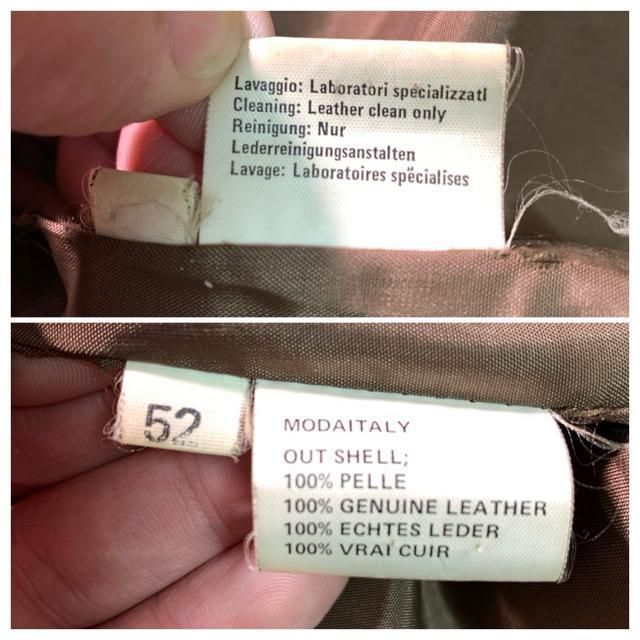 Lavaggio: Laboratori specializzatl
Cleaning: Leather clean only
Reinigung: Nur
Lederreinigungsanstalten
Lavage: Laboratoires spëcialises
52
MODAITALY
OUT SHELL;
100% PELLE
100% GENUINE LEATHER
100% ECHTES LEDER
100% VRAI CUIR